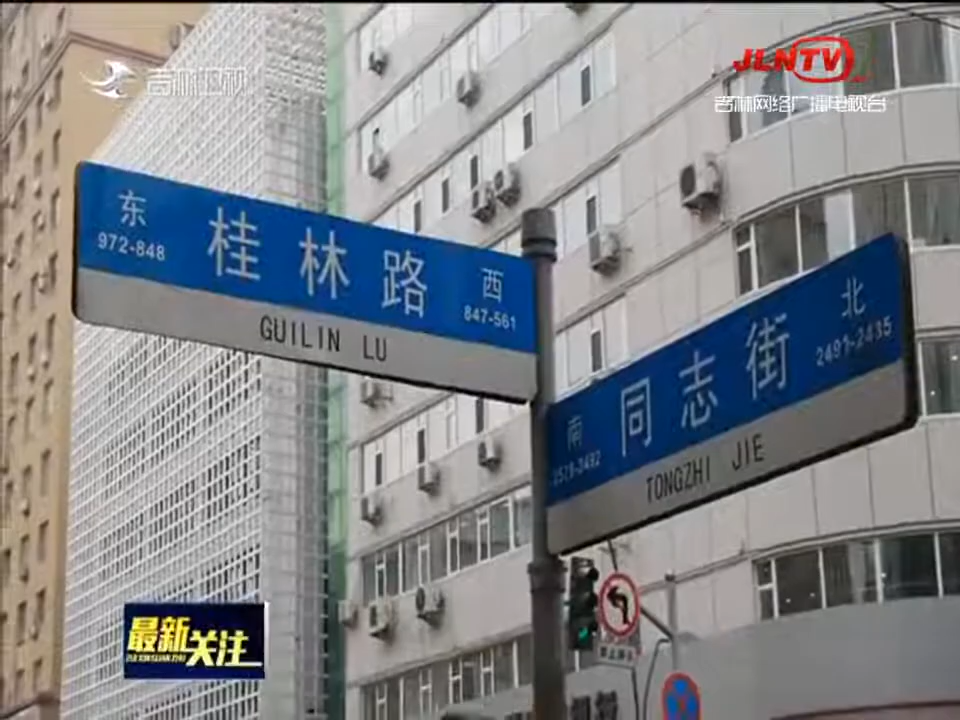 吉林卫视
JLNTV
吉林网络广播电视台
东 桂林路 西
972-848 847-561
GUILIN LU
南 同志街 北
2491-2435
TONGZHI JIE
最新关注